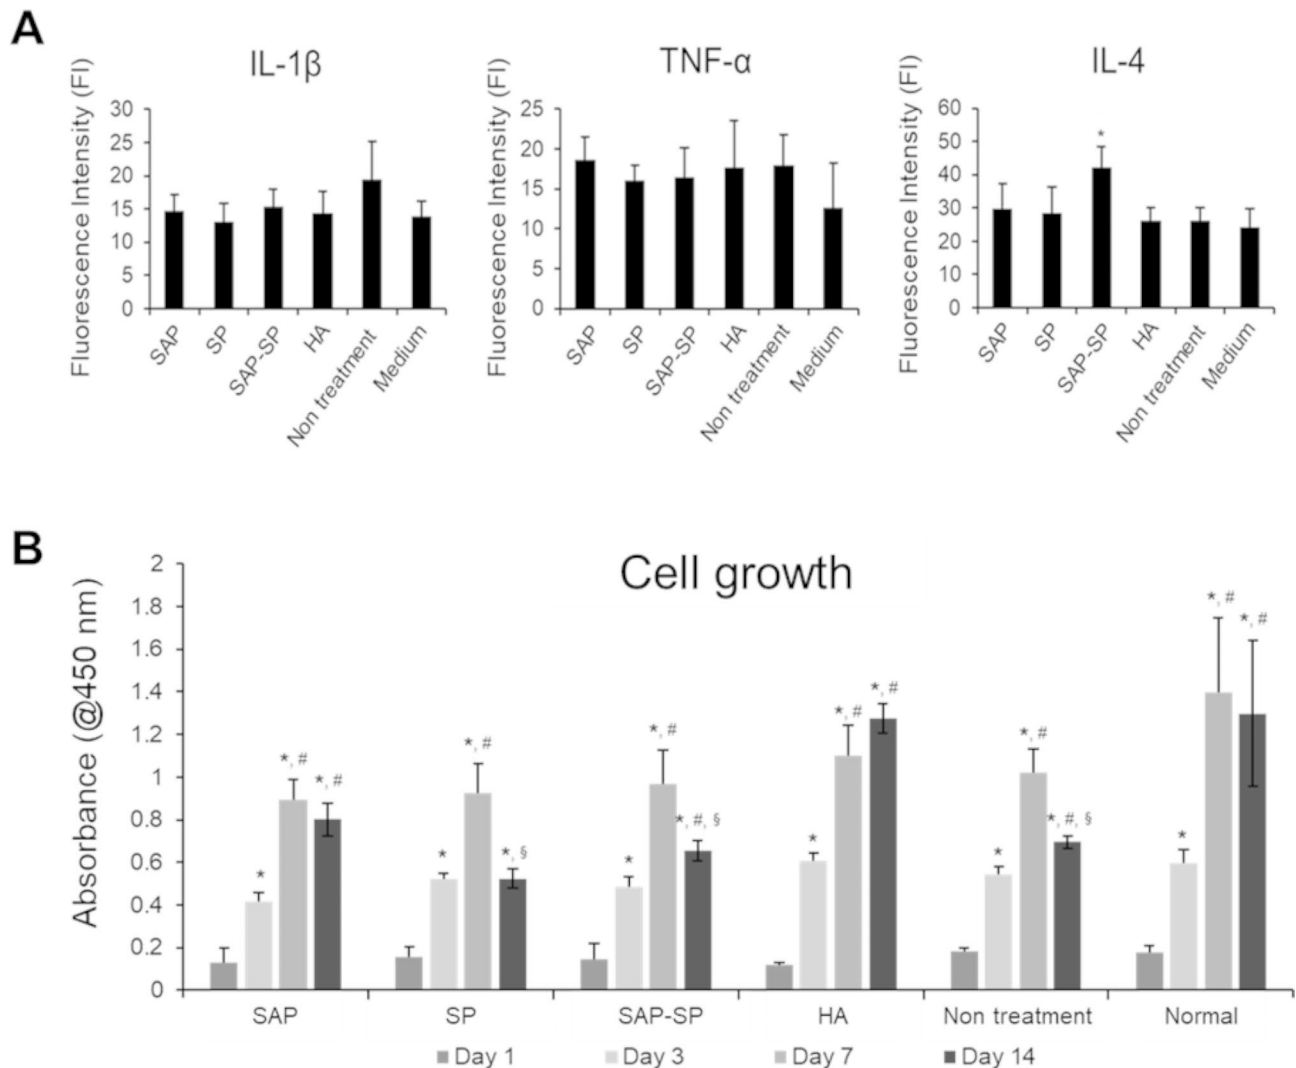 A
IL-1β
Fluorescence Intensity (FI)
30
25
20
15
10
5
0
SAP
SP
SAP-SP
HA
Non treatment
Medium
TNF-α
Fluorescence Intensity (FI)
25
20
15
10
5
0
SAP
SP
SAP-SP
HA
Non treatment
Medium
IL-4
Fluorescence Intensity (FI)
60
50
40
30
20
10
0
*
SAP
SP
SAP-SP
HA
Non treatment
Medium
B
Cell growth
Absorbance (@450 nm)
2
1.8
1.6
1.4
1.2
1
0.8
0.6
0.4
0.2
0
*
*, #
*, #
*
*, #
*, §
*
*, #
*, #, §
*
*, #
*, #
*
*, #
*, #, §
*
*, #
*, #
SAP
SP
SAP-SP
HA
Non treatment
Normal
Day 1
Day 3
Day 7
Day 14